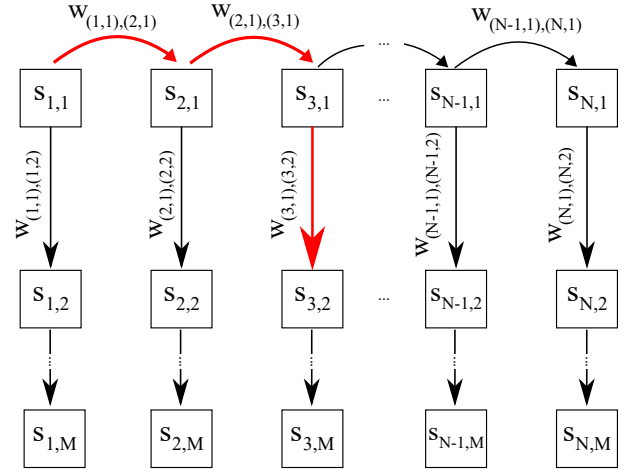 w(1,1),(2,1) w(2,1),(3,1) ... w(N-1,1),(N,1)
s1,1 s2,1 s3,1 ... sN-1,1 sN,1
w(1,1),(1,2) w(2,1),(2,2) w(3,1),(3,2) w(N-1,1),(N-1,2) w(N,1),(N,2)
s1,2 s2,2 s3,2 ... sN-1,2 sN,2
s1,M s2,M s3,M sN-1,M sN,M